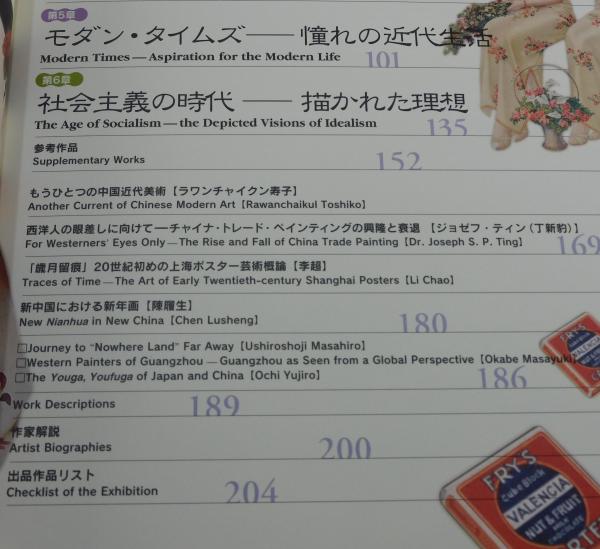 第5章
モダン・タイムズ── 憧れの近代生活
Modern Times — Aspiration for the Modern Life 101
第6章
社会主義の時代 ── 描かれた理想
The Age of Socialism — the Depicted Visions of Idealism 135
参考作品
Supplementary Works 152
もうひとつの中国近代美術【ラワンチャイクン寿子】
Another Current of Chinese Modern Art【Rawanchaikul Toshiko】
西洋人の眼差しに向けて──チャイナ・トレード・ペインティングの興隆と衰退 【ジョセフ・ティン(丁新豹)】
For Westerners' Eyes Only — The Rise and Fall of China Trade Painting【Dr. Joseph S. P. Ting】 169
「歳月留痕」20世紀初めの上海ポスター芸術概論【李超】
Traces of Time — The Art of Early Twentieth-century Shanghai Posters【Li Chao】
新中国における新年画【陳履生】
New Nianhua in New China【Chen Lusheng】 180
□Journey to “Nowhere Land” Far Away【Ushiroshoji Masahiro】
□Western Painters of Guangzhou — Guangzhou as Seen from a Global Perspective【Okabe Masayuki】
□The Youga, Youfuga of Japan and China【Ochi Yujiro】 186
Work Descriptions 189
作家解説
Artist Biographies 200
出品作品リスト
Checklist of the Exhibition 204
VALENCIA
FRY'S
Cube Block
VALENCIA
NUT & FRUIT
MILK
CHOCOLATE